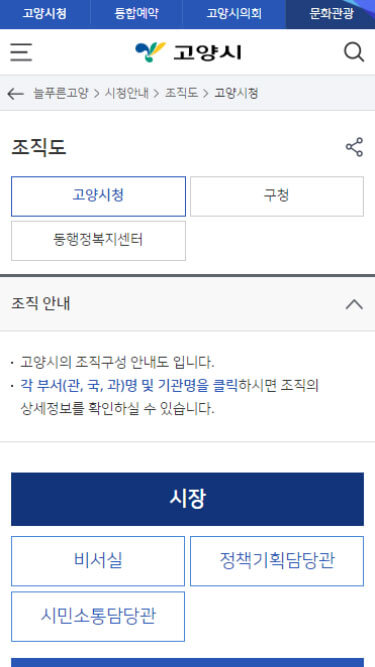 고양시청 통합예약 고양시의회 문화관광
고양시
늘푸른고양 > 시청안내 > 조직도 > 고양시청
조직도
고양시청 구청
동행정복지센터
조직 안내
· 고양시의 조직구성 안내도 입니다.
· 각 부서(관, 국, 과)명 및 기관명을 클릭하시면 조직의
상세정보를 확인하실 수 있습니다.
시장
비서실 정책기획담당관
시민소통담당관